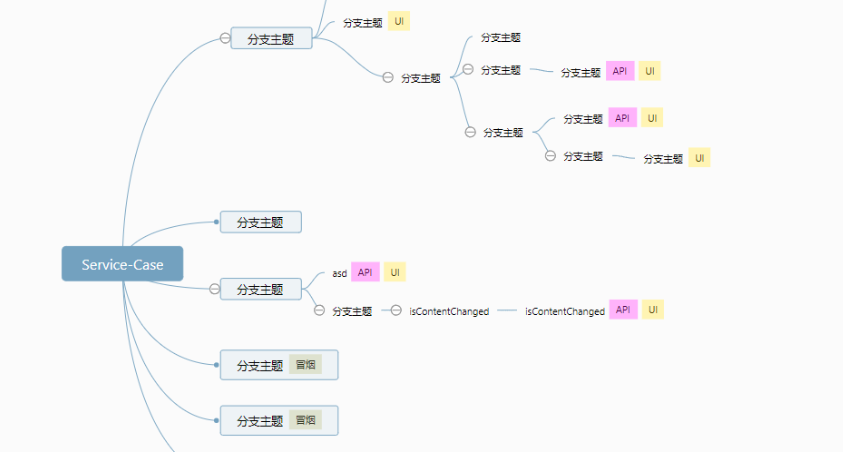 分支主题 UI
分支主题
分支主题
分支主题
分支主题 分支主题 API UI
分支主题 API UI
分支主题
分支主题 分支主题 UI
分支主题
Service-Case
asd API UI
分支主题
分支主题 isContentChanged isContentChanged API UI
分支主题 冒烟
分支主题 冒烟